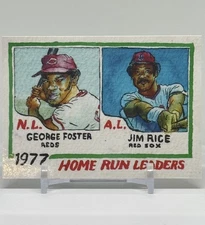 N.L.
GEORGE FOSTER
REDS
A.L.
JIM RICE
RED SOX
1977 HOME RUN LEADERS